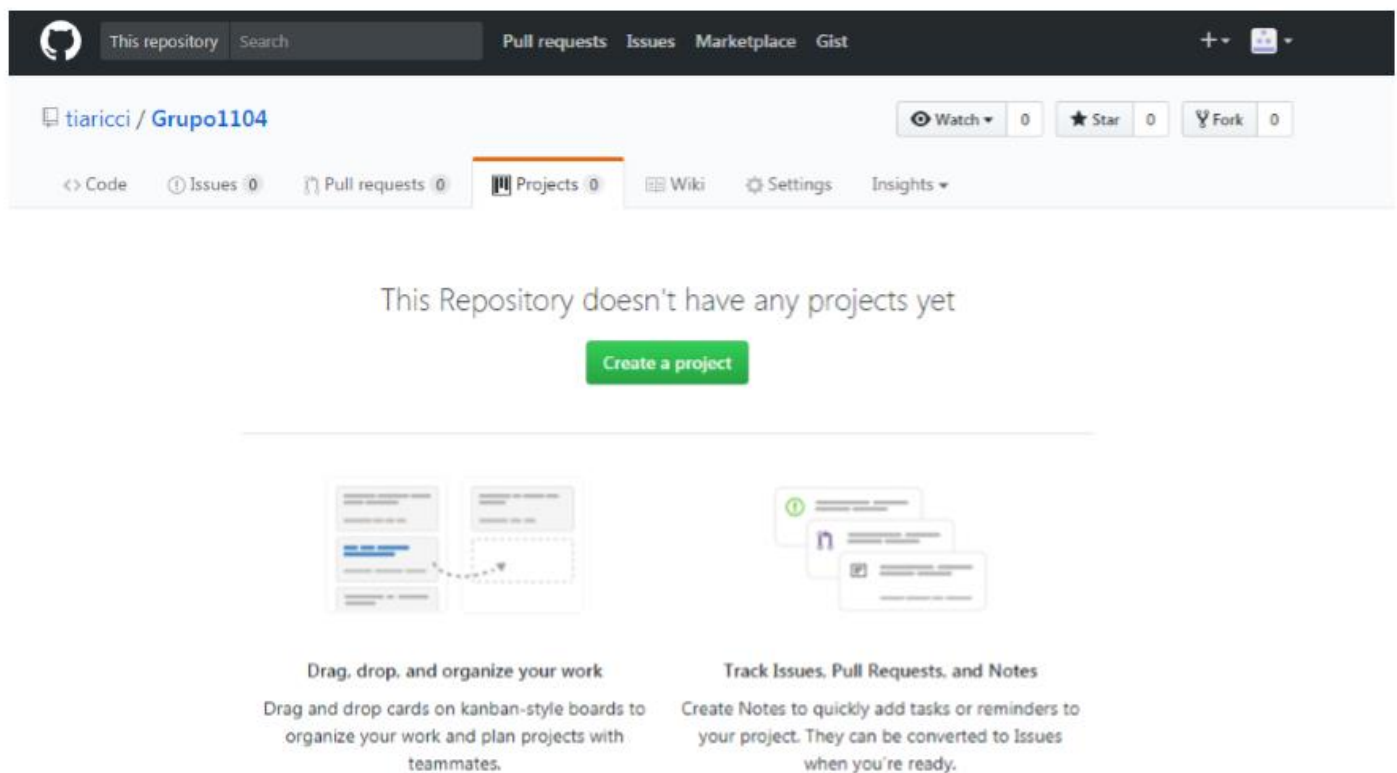 This repository Search Pull requests Issues Marketplace Gist
tiaricci / Grupo1104 Watch 0 Star 0 Fork 0
Code Issues 0 Pull requests 0 Projects 0 Wiki Settings Insights
This Repository doesn't have any projects yet
Create a project
Drag, drop, and organize your work
Drag and drop cards on kanban-style boards to
organize your work and plan projects with
teammates.
Track Issues, Pull Requests, and Notes
Create Notes to quickly add tasks or reminders to
your project. They can be converted to Issues
when you're ready.